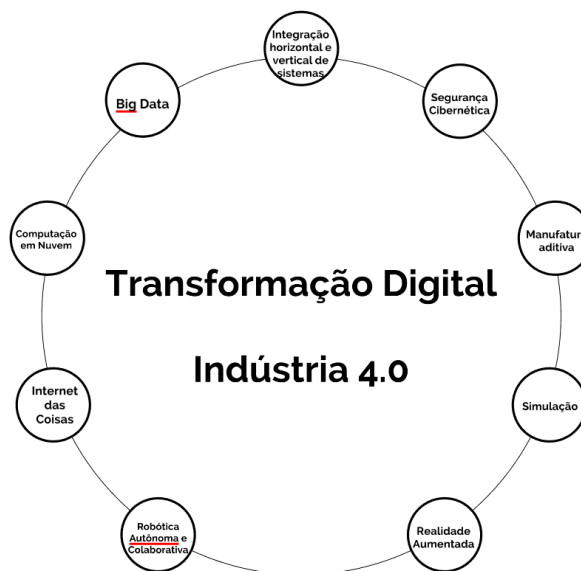 Integração
horizontal e
vertical de
sistemas
Big Data
Segurança
Cibernética
Computação
em Nuvem
Manufatur
aditiva
Transformação Digital
Indústria 4.0
Internet
das
Coisas
Simulação
Robótica
Autônoma e
Colaborativa
Realidade
Aumentada